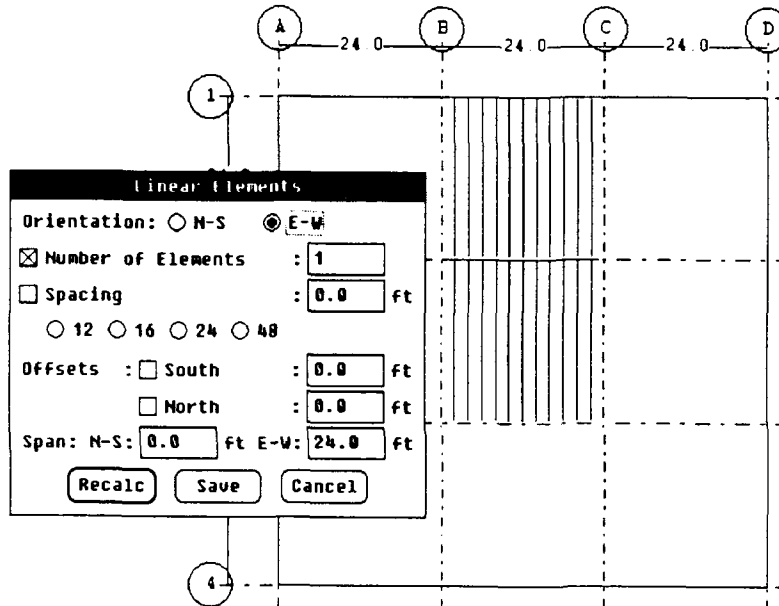 A B C D
24.0 24.0 24.0
1
Linear Elements
Orientation: N-S E-W
Number of Elements : 1
Spacing : 0.0 ft
12 16 24 48
Offsets : South : 0.0 ft
North : 0.0 ft
Span: N-S: 0.0 ft E-W: 24.0 ft
Recalc Save Cancel
4